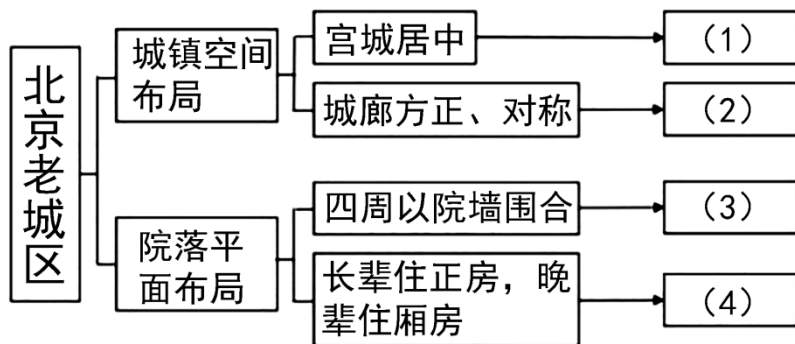 北京老城区
城镇空间
布局
宫城居中
(1)
城廊方正、对称
(2)
院落平
面布局
四周以院墙围合
(3)
长辈住正房，晚
辈住厢房
(4)